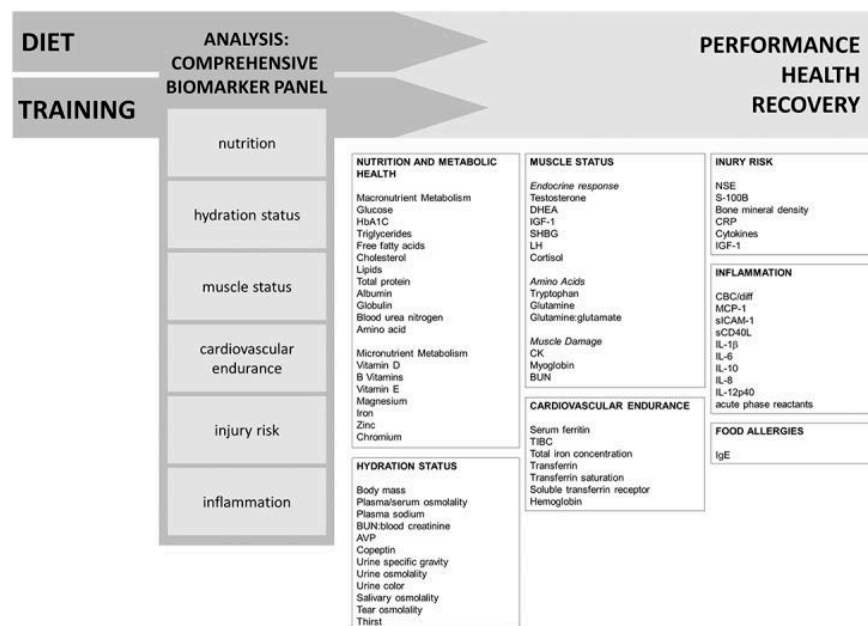 DIET
TRAINING
ANALYSIS:
COMPREHENSIVE
BIOMARKER PANEL
PERFORMANCE
HEALTH
RECOVERY
nutrition
hydration status
muscle status
cardiovascular
endurance
injury risk
inflammation
NUTRITION AND METABOLIC
HEALTH
Macronutrient Metabolism
Glucose
HbA1C
Triglycerides
Free fatty acids
Cholesterol
Lipids
Total protein
Albumin
Globulin
Blood urea nitrogen
Amino acid
Micronutrient Metabolism
Vitamin D
B Vitamins
Vitamin E
Magnesium
Iron
Zinc
Chromium
HYDRATION STATUS
Body mass
Plasma/serum osmolality
Plasma sodium
BUN:blood creatinine
AVP
Copeptin
Urine specific gravity
Urine osmolality
Urine color
Salivary osmolality
Tear osmolality
Thirst
MUSCLE STATUS
Endocrine response
Testosterone
DHEA
IGF-1
SHBG
LH
Cortisol
Amino Acids
Tryptophan
Glutamine
Glutamine:glutamate
Muscle Damage
CK
Myoglobin
BUN
CARDIOVASCULAR ENDURANCE
Serum ferritin
TIBC
Total iron concentration
Transferrin
Transferrin saturation
Soluble transferrin receptor
Hemoglobin
INURY RISK
NSE
S-100B
Bone mineral density
CRP
Cytokines
IGF-1
INFLAMMATION
CBC/diff
MCP-1
sICAM-1
sCD40L
IL-1β
IL-6
IL-10
IL-8
IL-12p40
acute phase reactants
FOOD ALLERGIES
IgE